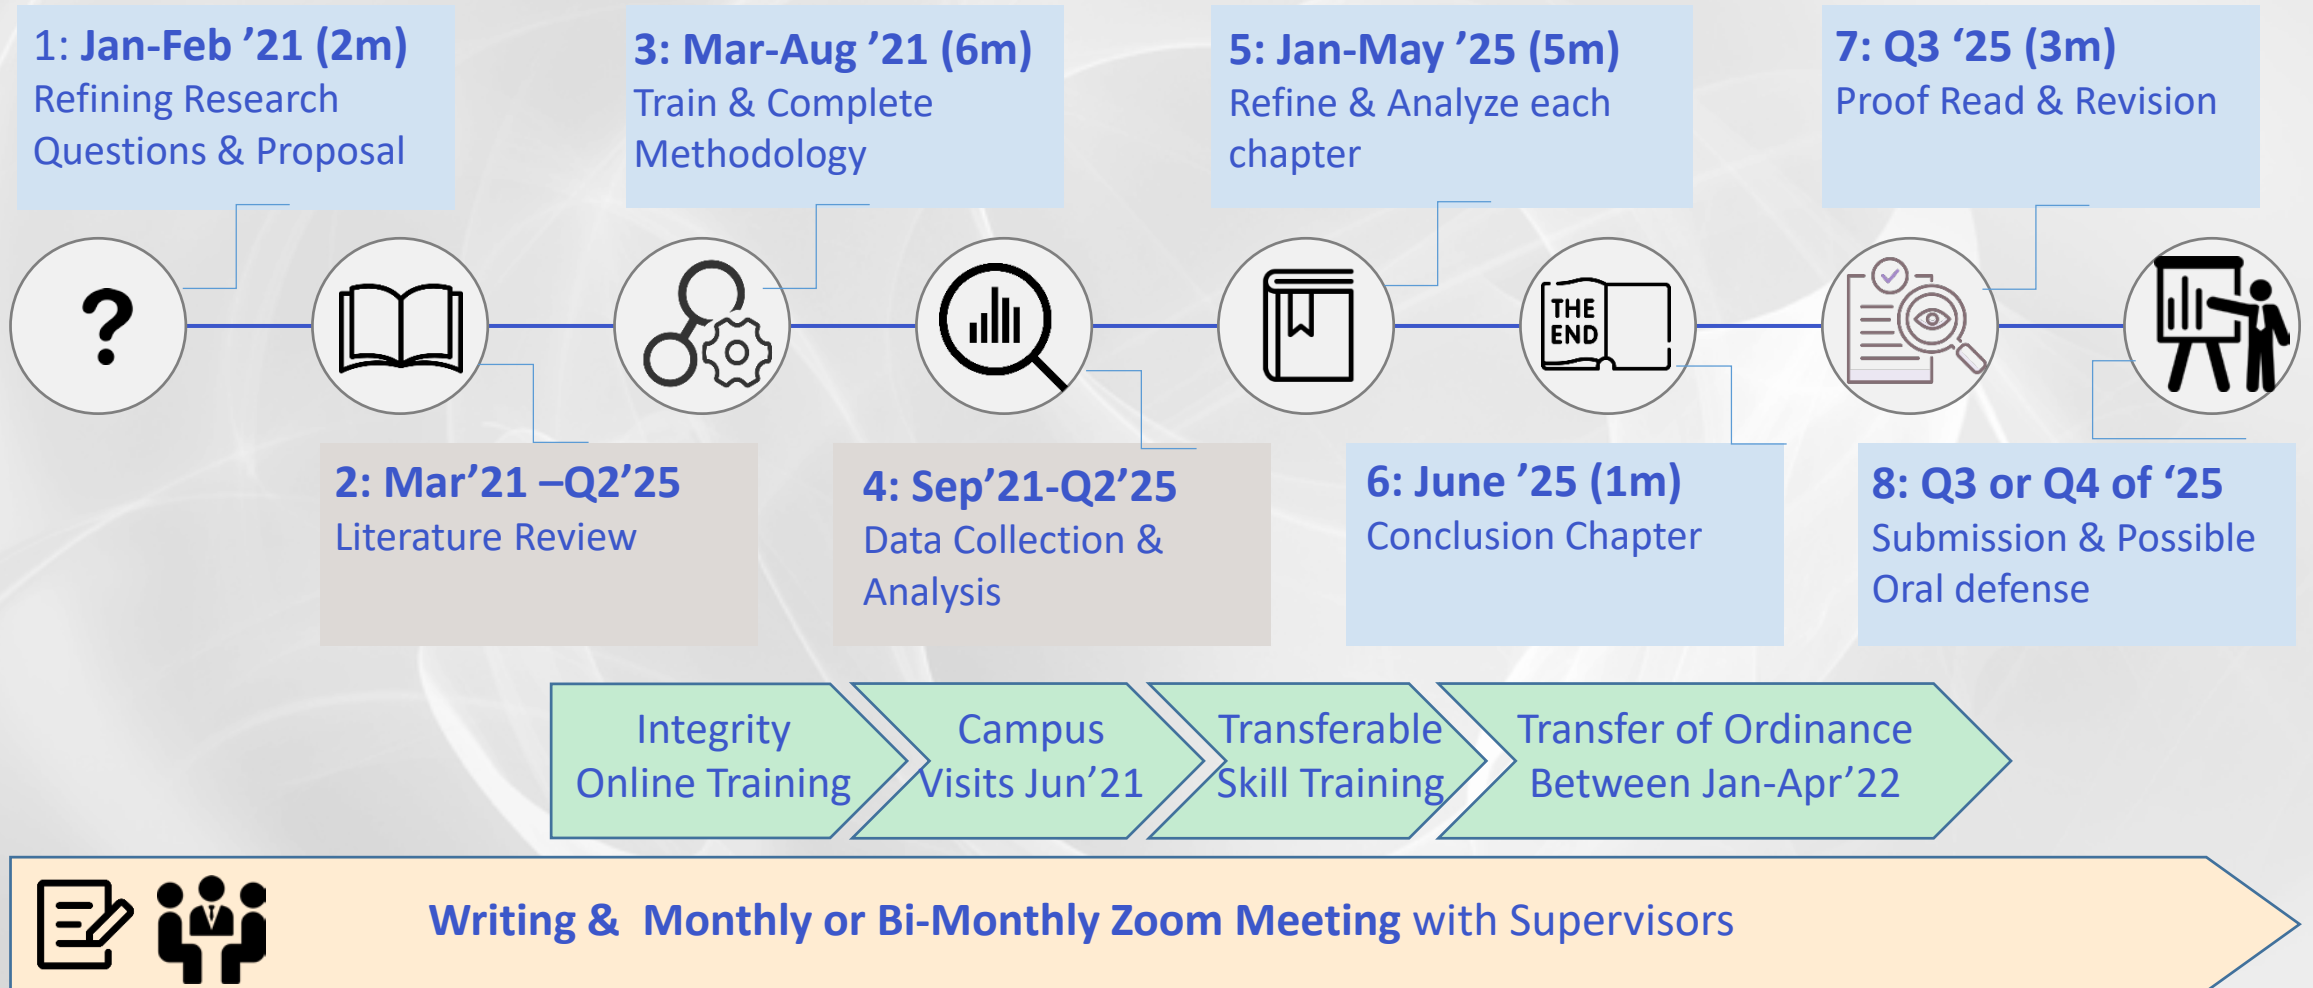 1: Jan-Feb ’21 (2m)
Refining Research
Questions & Proposal
3: Mar-Aug ’21 (6m)
Train & Complete
Methodology
5: Jan-May ’25 (5m)
Refine & Analyze each
chapter
7: Q3 ‘25 (3m)
Proof Read & Revision
?
THE
END
2: Mar’21 –Q2’25
Literature Review
4: Sep’21-Q2’25
Data Collection &
Analysis
6: June ’25 (1m)
Conclusion Chapter
8: Q3 or Q4 of ‘25
Submission & Possible
Oral defense
Integrity
Online Training
Campus
Visits Jun’21
Transferable
Skill Training
Transfer of Ordinance
Between Jan-Apr’22
Writing &  Monthly or Bi-Monthly Zoom Meeting with Supervisors